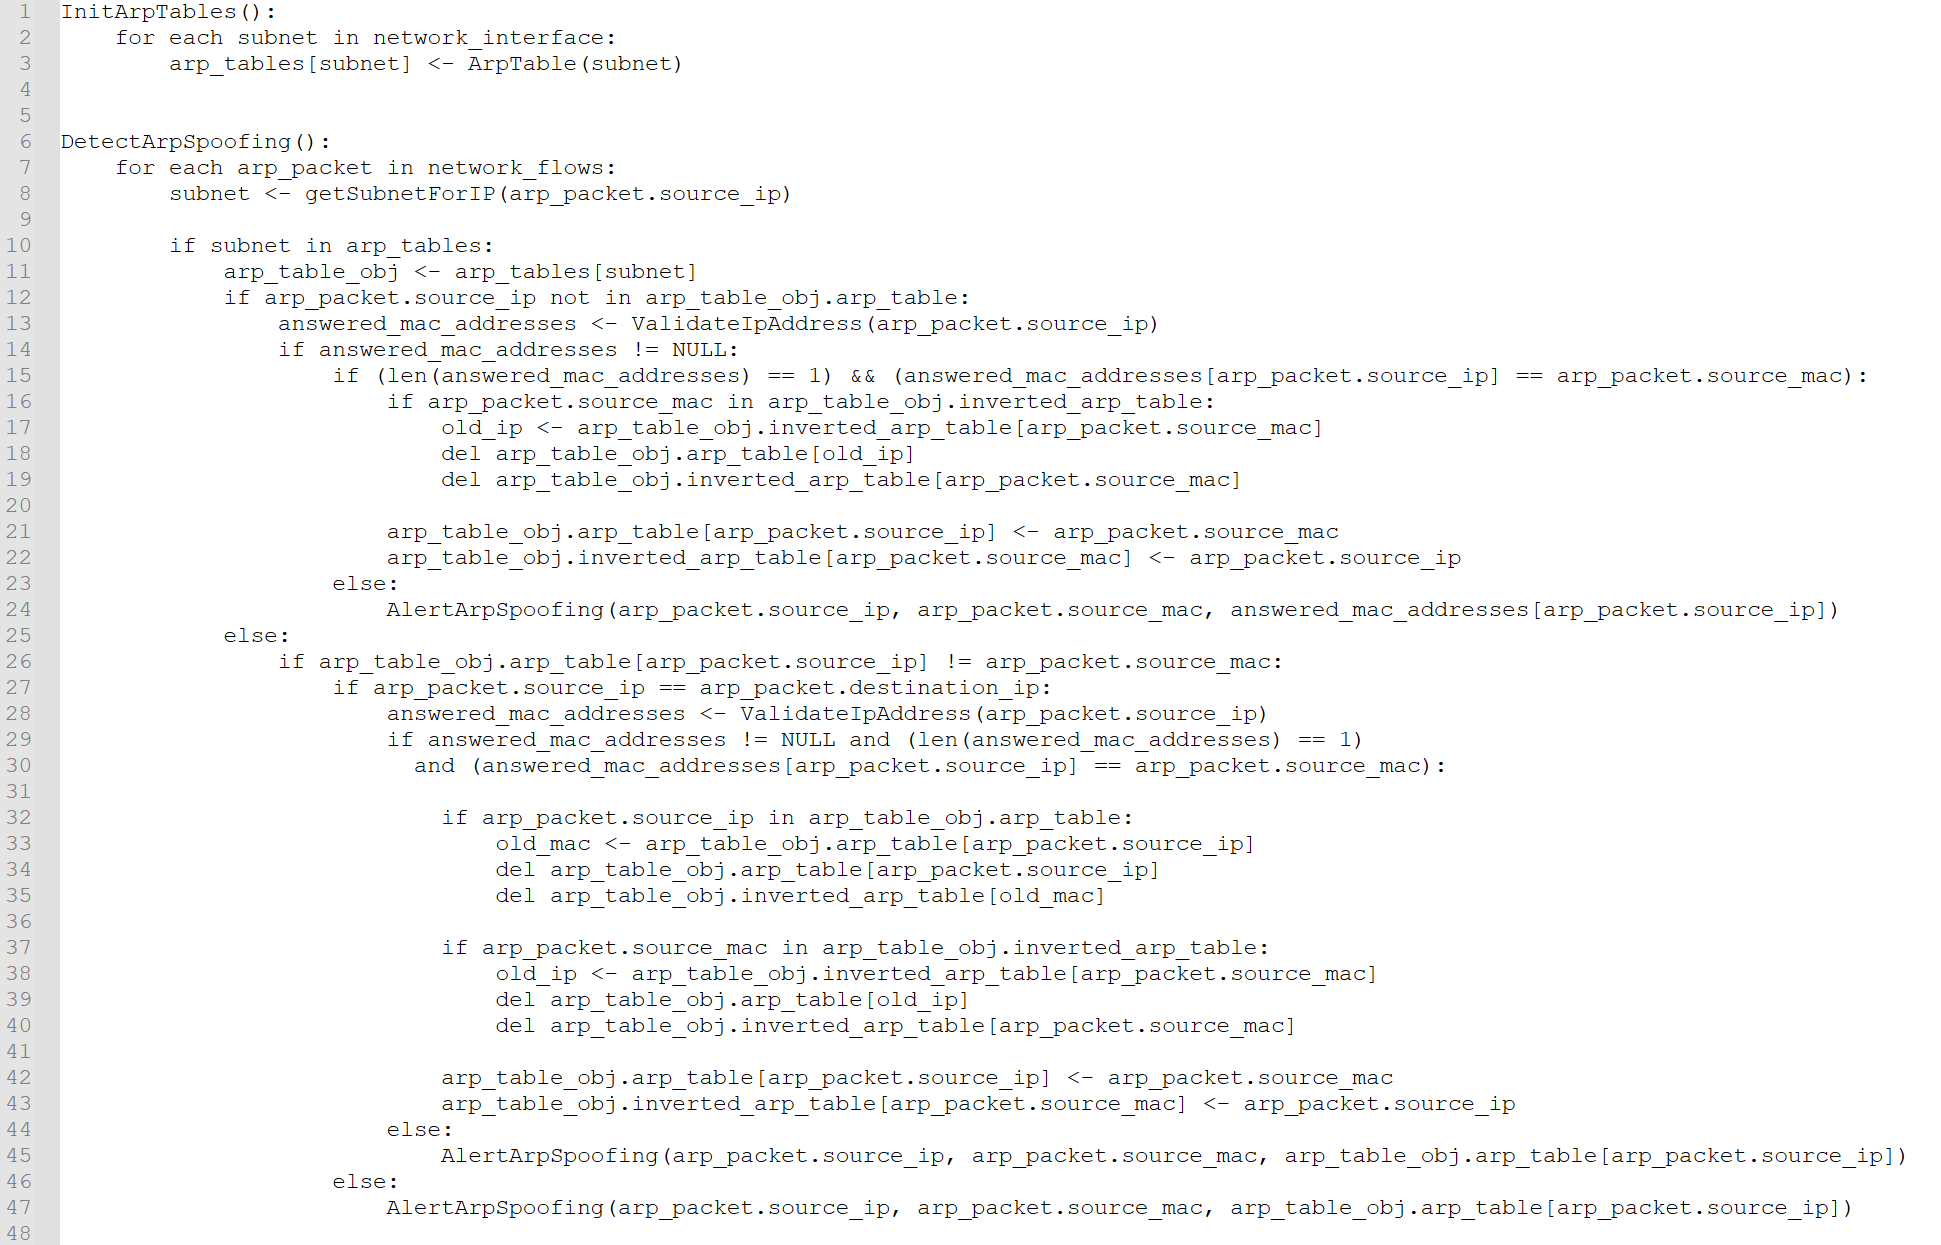 1 InitArpTables():
2     for each subnet in network_interface:
3         arp_tables[subnet] <- ArpTable(subnet)
4
5
6 DetectArpSpoofing():
7     for each arp_packet in network_flows:
8         subnet <- getSubnetForIP(arp_packet.source_ip)
9
10         if subnet in arp_tables:
11             arp_table_obj <- arp_tables[subnet]
12             if arp_packet.source_ip not in arp_table_obj.arp_table:
13                 answered_mac_addresses <- ValidateIpAddress(arp_packet.source_ip)
14                 if answered_mac_addresses != NULL:
15                     if (len(answered_mac_addresses) == 1) && (answered_mac_addresses[arp_packet.source_ip] == arp_packet.source_mac):
16                         if arp_packet.source_mac in arp_table_obj.inverted_arp_table:
17                             old_ip <- arp_table_obj.inverted_arp_table[arp_packet.source_mac]
18                             del arp_table_obj.arp_table[old_ip]
19                             del arp_table_obj.inverted_arp_table[arp_packet.source_mac]
20
21                         arp_table_obj.arp_table[arp_packet.source_ip] <- arp_packet.source_mac
22                         arp_table_obj.inverted_arp_table[arp_packet.source_mac] <- arp_packet.source_ip
23                     else:
24                         AlertArpSpoofing(arp_packet.source_ip, arp_packet.source_mac, answered_mac_addresses[arp_packet.source_ip])
25             else:
26                 if arp_table_obj.arp_table[arp_packet.source_ip] != arp_packet.source_mac:
27                     if arp_packet.source_ip == arp_packet.destination_ip:
28                         answered_mac_addresses <- ValidateIpAddress(arp_packet.source_ip)
29                         if answered_mac_addresses != NULL and (len(answered_mac_addresses) == 1)
30                           and (answered_mac_addresses[arp_packet.source_ip] == arp_packet.source_mac):
31
32                             if arp_packet.source_ip in arp_table_obj.arp_table:
33                                 old_mac <- arp_table_obj.arp_table[arp_packet.source_ip]
34                                 del arp_table_obj.arp_table[arp_packet.source_ip]
35                                 del arp_table_obj.inverted_arp_table[old_mac]
36
37                             if arp_packet.source_mac in arp_table_obj.inverted_arp_table:
38                                 old_ip <- arp_table_obj.inverted_arp_table[arp_packet.source_mac]
39                                 del arp_table_obj.arp_table[old_ip]
40                                 del arp_table_obj.inverted_arp_table[arp_packet.source_mac]
41
42                             arp_table_obj.arp_table[arp_packet.source_ip] <- arp_packet.source_mac
43                             arp_table_obj.inverted_arp_table[arp_packet.source_mac] <- arp_packet.source_ip
44                         else:
45                             AlertArpSpoofing(arp_packet.source_ip, arp_packet.source_mac, arp_table_obj.arp_table[arp_packet.source_ip])
46                     else:
47                         AlertArpSpoofing(arp_packet.source_ip, arp_packet.source_mac, arp_table_obj.arp_table[arp_packet.source_ip])
48